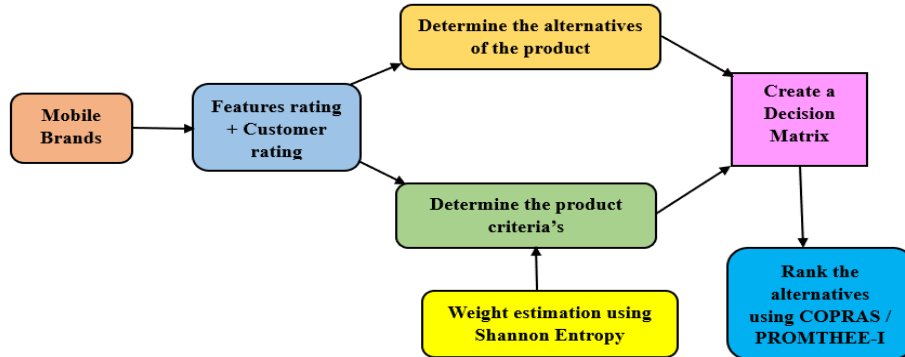 Mobile
Brands
Features rating
+ Customer
rating
Determine the alternatives
of the product
Determine the product
criteria's
Weight estimation using
Shannon Entropy
Create a
Decision
Matrix
Rank the
alternatives
using COPRAS /
PROMTHEE-I